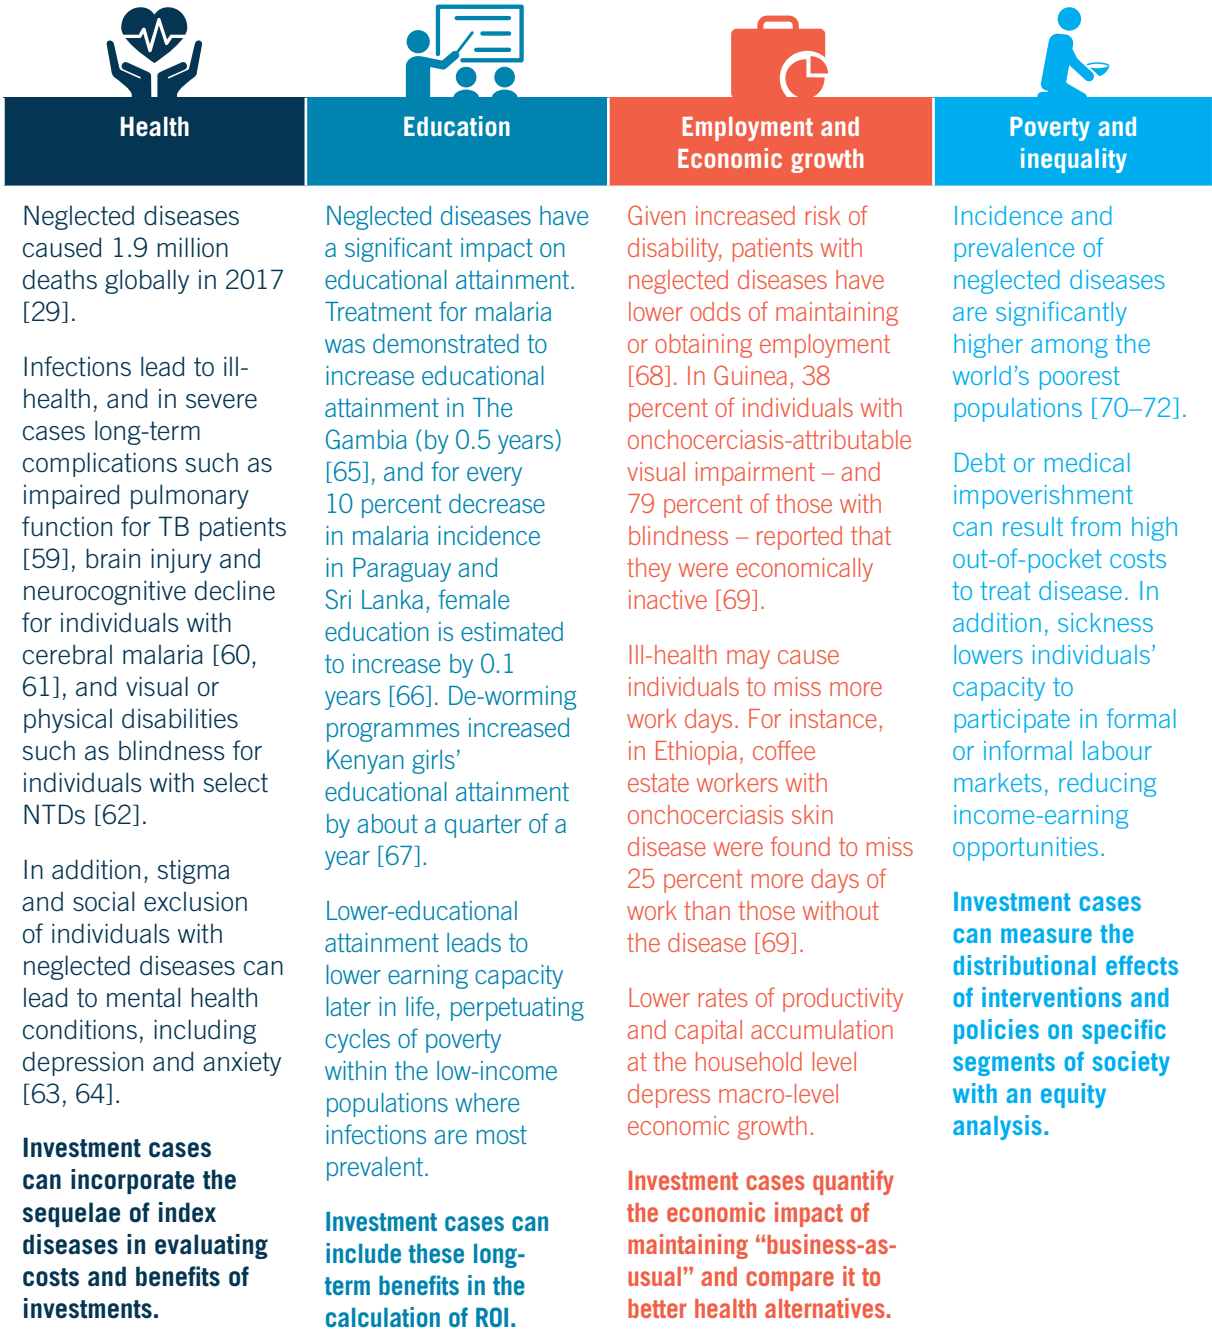 Health
Neglected diseases
caused 1.9 million
deaths globally in 2017
[29].
Infections lead to ill-
health, and in severe
cases long-term
complications such as
impaired pulmonary
function for TB patients
[59], brain injury and
neurocognitive decline
for individuals with
cerebral malaria [60,
61], and visual or
physical disabilities
such as blindness for
individuals with select
NTDs [62].
In addition, stigma
and social exclusion
of individuals with
neglected diseases can
lead to mental health
conditions, including
depression and anxiety
[63, 64].
Investment cases
can incorporate the
sequelae of index
diseases in evaluating
costs and benefits of
investments.
Education
Neglected diseases have
a significant impact on
educational attainment.
Treatment for malaria
was demonstrated to
increase educational
attainment in The
Gambia (by 0.5 years)
[65], and for every
10 percent decrease
in malaria incidence
in Paraguay and
Sri Lanka, female
education is estimated
to increase by 0.1
years [66]. De-worming
programmes increased
Kenyan girls’
educational attainment
by about a quarter of a
year [67].
Lower-educational
attainment leads to
lower earning capacity
later in life, perpetuating
cycles of poverty
within the low-income
populations where
infections are most
prevalent.
Investment cases can
include these long-
term benefits in the
calculation of ROI.
Employment and
Economic growth
Given increased risk of
disability, patients with
neglected diseases have
lower odds of maintaining
or obtaining employment
[68]. In Guinea, 38
percent of individuals with
onchocerciasis-attributable
visual impairment – and
79 percent of those with
blindness – reported that
they were economically
inactive [69].
Ill-health may cause
individuals to miss more
work days. For instance,
in Ethiopia, coffee
estate workers with
onchocerciasis skin
disease were found to miss
25 percent more days of
work than those without
the disease [69].
Lower rates of productivity
and capital accumulation
at the household level
depress macro-level
economic growth.
Investment cases quantify
the economic impact of
maintaining “business-as-
usual” and compare it to
better health alternatives.
Poverty and
inequality
Incidence and
prevalence of
neglected diseases
are significantly
higher among the
world’s poorest
populations [70–72].
Debt or medical
impoverishment
can result from high
out-of-pocket costs
to treat disease. In
addition, sickness
lowers individuals’
capacity to
participate in formal
or informal labour
markets, reducing
income-earning
opportunities.
Investment cases
can measure the
distributional effects
of interventions and
policies on specific
segments of society
with an equity
analysis.